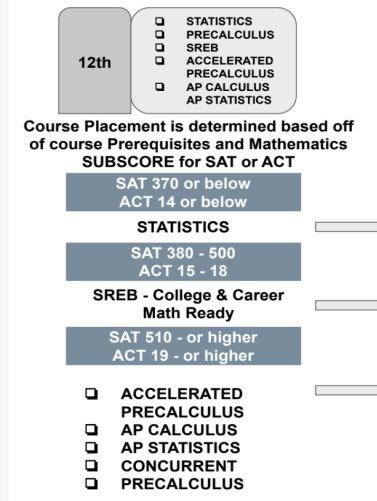 12th
❏ STATISTICS
❏ PRECALCULUS
❏ SREB
❏ ACCELERATED
PRECALCULUS
❏ AP CALCULUS
AP STATISTICS
Course Placement is determined based off
of course Prerequisites and Mathematics
SUBSCORE for SAT or ACT
SAT 370 or below
ACT 14 or below
STATISTICS
SAT 380 - 500
ACT 15 - 18
SREB - College & Career
Math Ready
SAT 510 - or higher
ACT 19 - or higher
❏ ACCELERATED
PRECALCULUS
❏ AP CALCULUS
❏ AP STATISTICS
❏ CONCURRENT
❏ PRECALCULUS